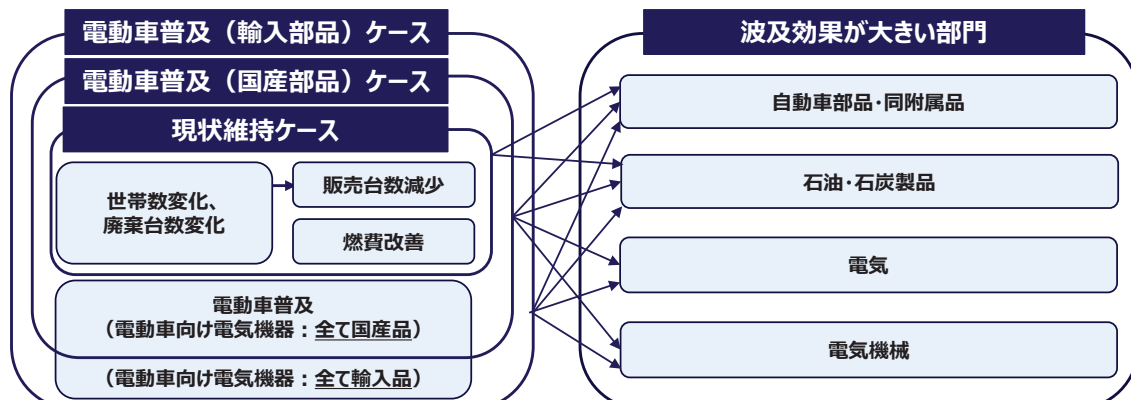 電動車普及（輸入部品）ケース
電動車普及（国産部品）ケース
現状維持ケース
世帯数変化、
廃棄台数変化
販売台数減少
燃費改善
電動車普及
（電動車向け電気機器：全て国産品）
（電動車向け電気機器：全て輸入品）
波及効果が大きい部門
自動車部品・同附属品
石油・石炭製品
電気
電気機械